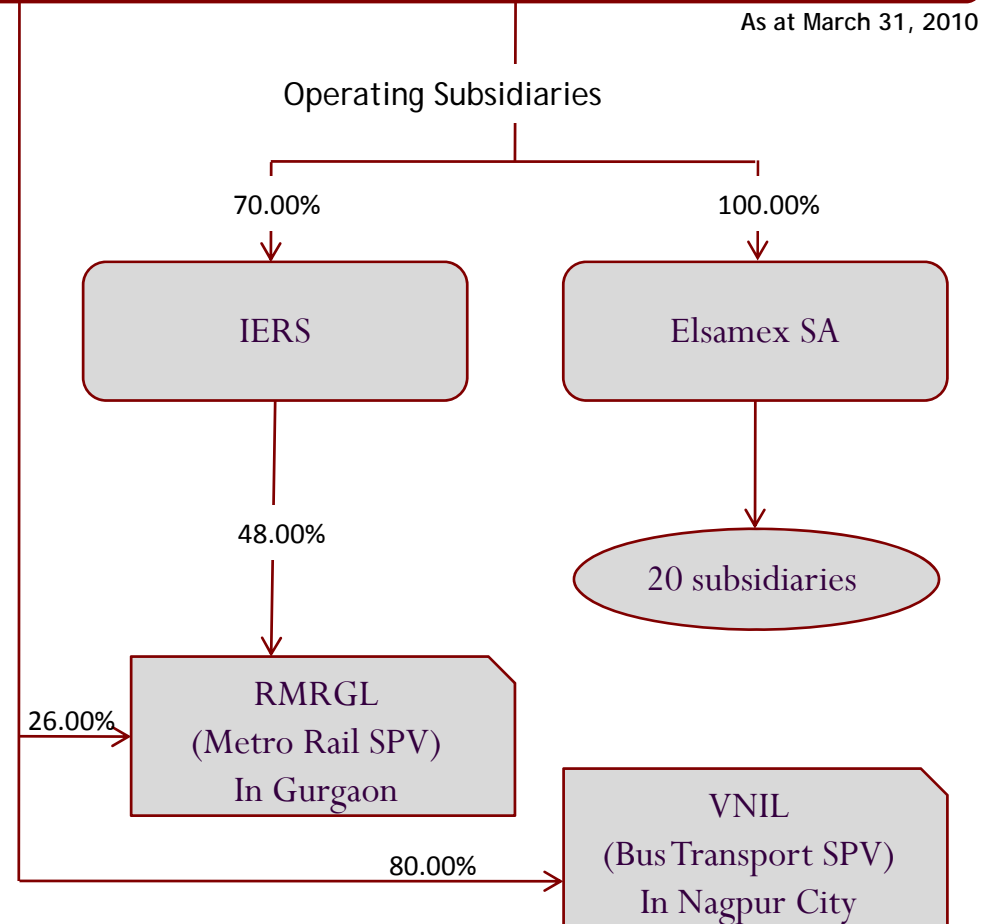 As at March 31, 2010
Operating Subsidiaries
70.00%
100.00%
IERS
Elsamex SA
48.00%
20 subsidiaries
RMRGL
(Metro Rail SPV)
In Gurgaon
26.00%
VNIL
(Bus Transport SPV)
In Nagpur City
80.00%